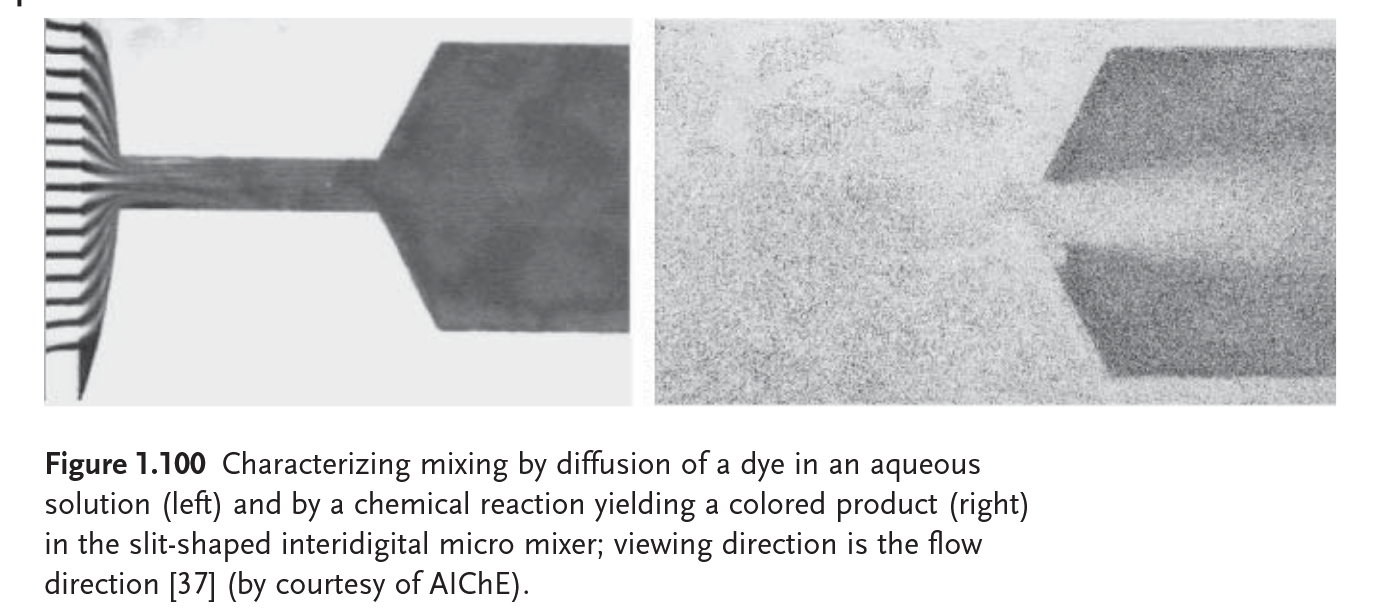 Figure 1.100 Characterizing mixing by diffusion of a dye in an aqueous
solution (left) and by a chemical reaction yielding a colored product (right)
in the slit-shaped interidigital micro mixer; viewing direction is the flow
direction [37] (by courtesy of AIChE).